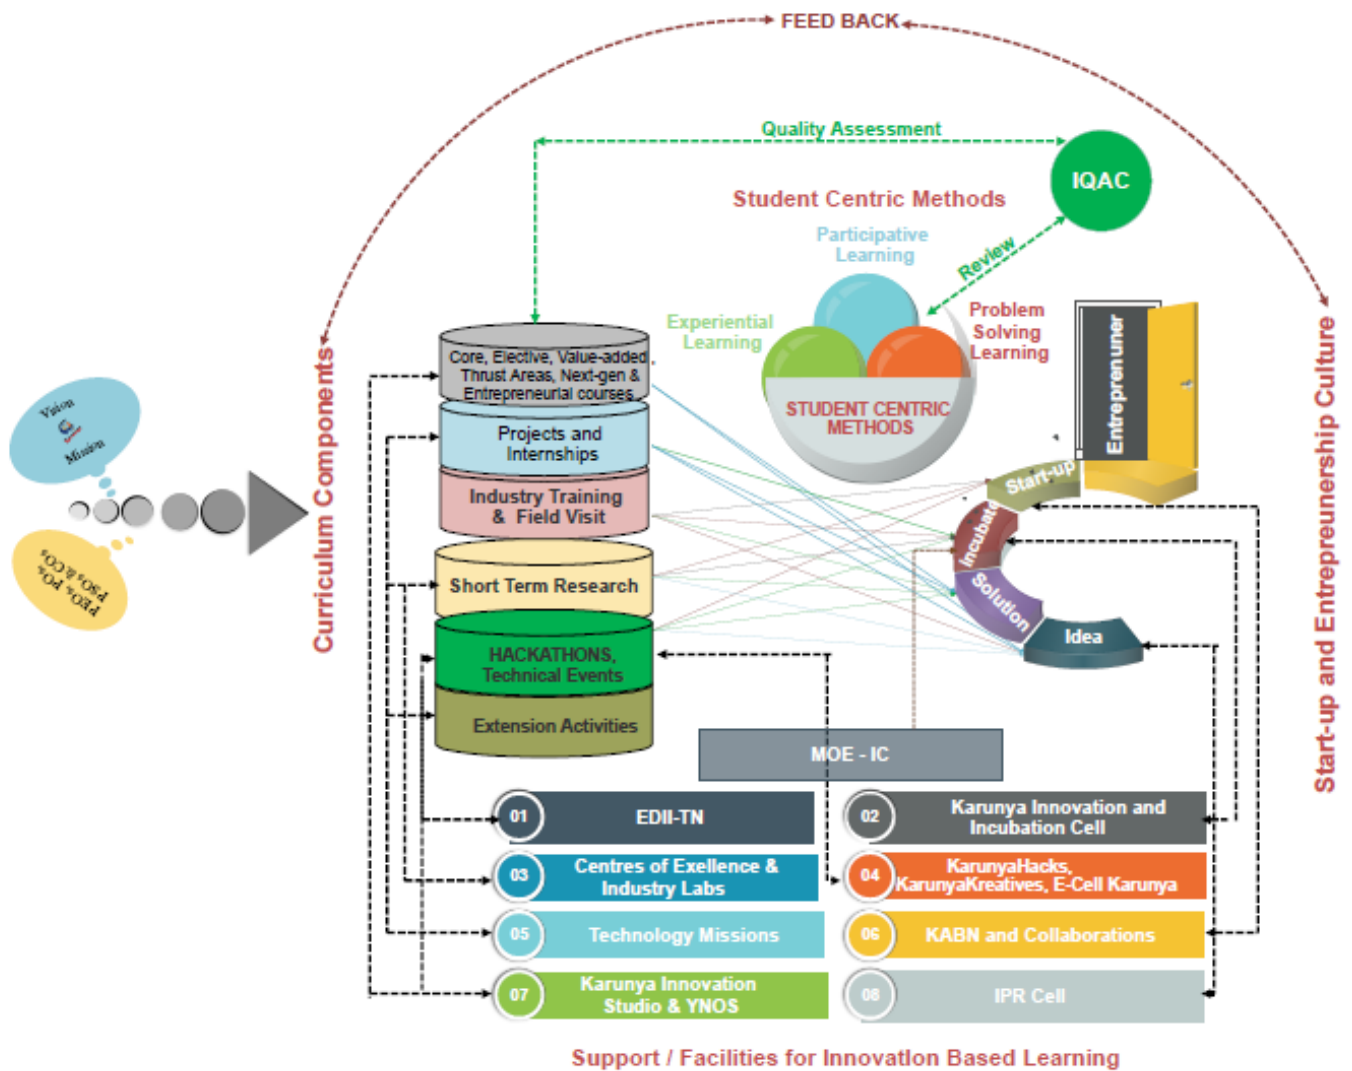 FEED BACK
Quality Assessment
IQAC
Student Centric Methods
Participative
Learning
Review
Experiential
Learning
Problem
Solving
Learning
STUDENT CENTRIC
METHODS
Entreprenuner
Start-up
Incubate
Solution
Idea
Vision
Mission
PEOs, POs,
PSOs & COs
Curriculum Components
Core, Elective, Value-added
Thrust Areas, Next-gen &
Entrepreneurial courses
Projects and
Internships
Industry Training
& Field Visit
Short Term Research
HACKATHONS,
Technical Events
Extension Activities
Start-up and Entrepreunership Culture
MOE - IC
01 EDII-TN
02 Karunya Innovation and
Incubation Cell
03 Centres of Exellence &
Industry Labs
04 KarunyaHacks,
KarunyaKreatives, E-Cell Karunya
05 Technology Missions
06 KABN and Collaborations
07 Karunya Innovation
Studio & YNOS
08 IPR Cell
Support / Facilities for InnovatIon Based Learning